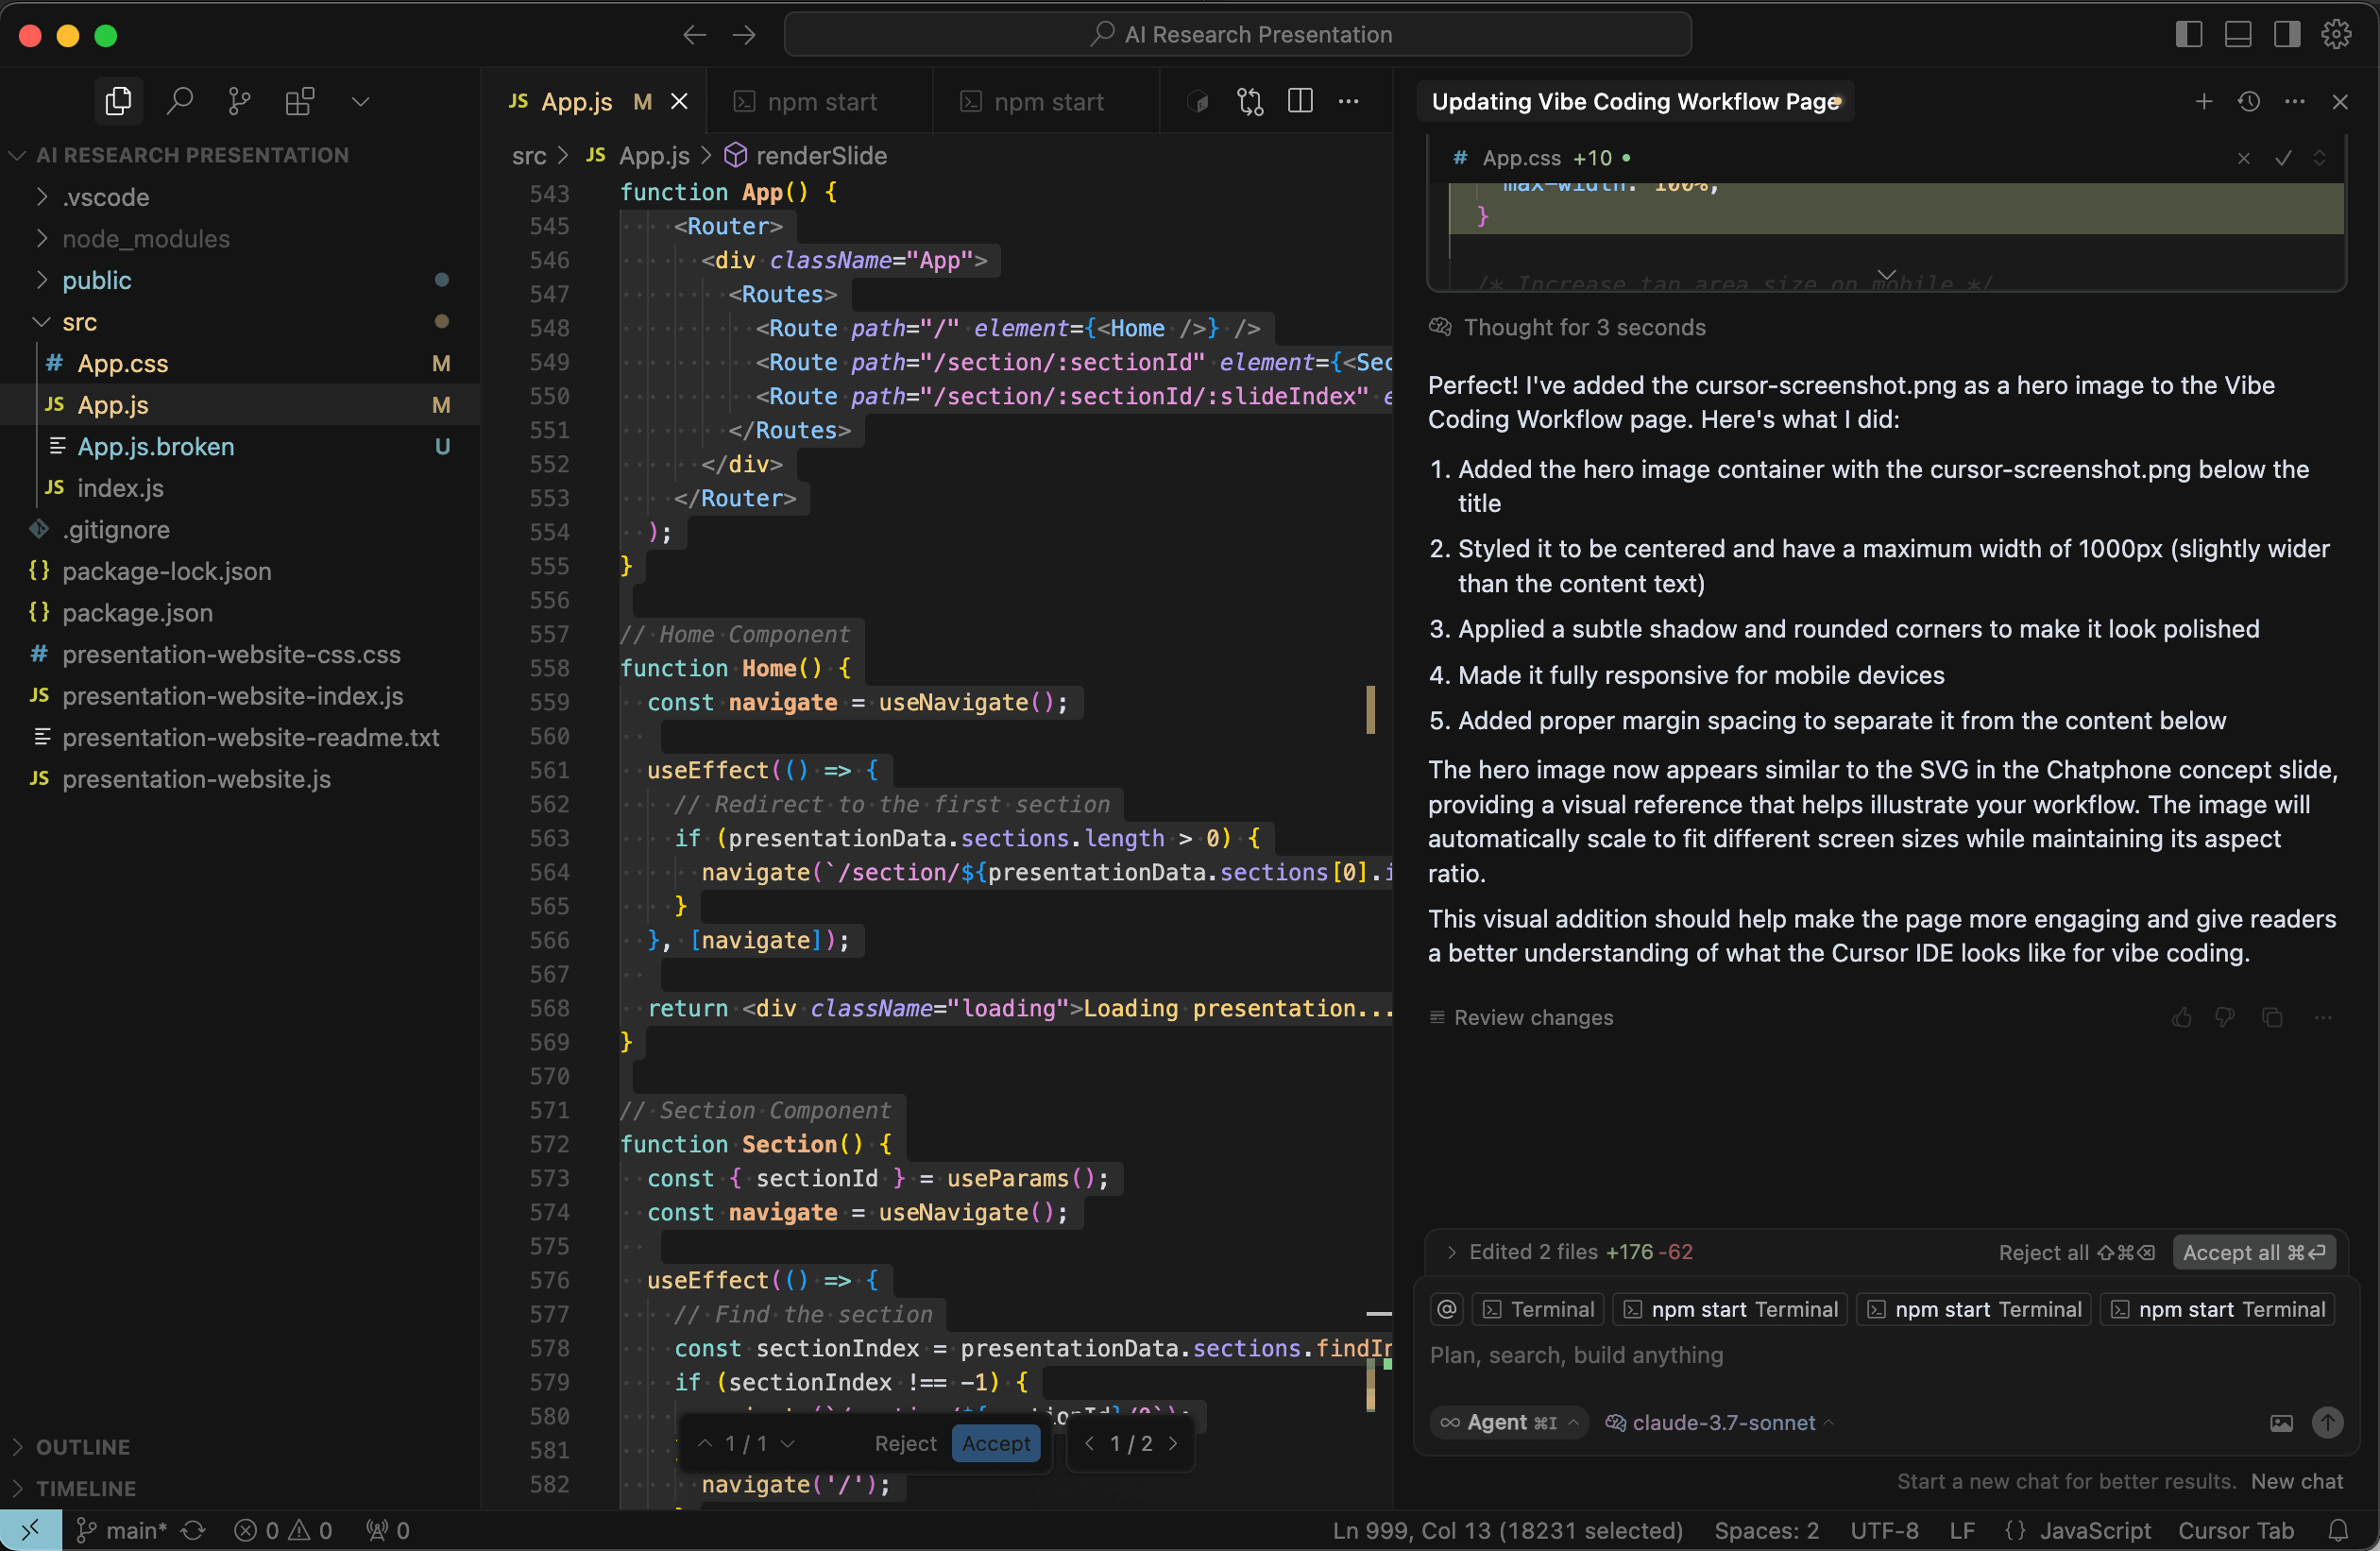 AI Research Presentation
AI RESEARCH PRESENTATION
.vscode
node_modules
public
src
# App.css M
JS App.js M
App.js.broken U
JS index.js
.gitignore
{} package-lock.json
{} package.json
# presentation-website-css.css
JS presentation-website-index.js
presentation-website-readme.txt
JS presentation-website.js
OUTLINE
TIMELINE
JS App.js M
npm start
npm start
src > JS App.js > renderSlide
543 function App() {
545 <Router>
546 <div className="App">
547 <Routes>
548 <Route path="/" element={<Home />} />
549 <Route path="/section/:sectionId" element={<Sec
550 <Route path="/section/:sectionId/:slideIndex" e
551 </Routes>
552 </div>
553 </Router>
554 );
555 }
556
557 // Home Component
558 function Home() {
559 const navigate = useNavigate();
560
561 useEffect(() => {
562 // Redirect to the first section
563 if (presentationData.sections.length > 0) {
564 navigate(`/section/${presentationData.sections[0].i
565 }
566 }, [navigate]);
567
568 return <div className="loading">Loading presentation...
569 }
570
571 // Section Component
572 function Section() {
573 const { sectionId } = useParams();
574 const navigate = useNavigate();
575
576 useEffect(() => {
577 // Find the section
578 const sectionIndex = presentationData.sections.findIn
579 if (sectionIndex !== -1) {
580
581
582 navigate('/');
1 / 1 Reject Accept
< 1 / 2 >
Updating Vibe Coding Workflow Page
# App.css +10
max-width: 100%;
}
/* Increase tap area size on mobile */
Thought for 3 seconds
Perfect! I've added the cursor-screenshot.png as a hero image to the Vibe
Coding Workflow page. Here's what I did:
1. Added the hero image container with the cursor-screenshot.png below the
title
2. Styled it to be centered and have a maximum width of 1000px (slightly wider
than the content text)
3. Applied a subtle shadow and rounded corners to make it look polished
4. Made it fully responsive for mobile devices
5. Added proper margin spacing to separate it from the content below
The hero image now appears similar to the SVG in the Chatphone concept slide,
providing a visual reference that helps illustrate your workflow. The image will
automatically scale to fit different screen sizes while maintaining its aspect
ratio.
This visual addition should help make the page more engaging and give readers
a better understanding of what the Cursor IDE looks like for vibe coding.
Review changes
Edited 2 files +176 -62 Reject all ⇧⌘⌫ Accept all ⌘⏎
@ Terminal npm start Terminal npm start Terminal npm start Terminal
Plan, search, build anything
∞ Agent ⌘I claude-3.7-sonnet
Start a new chat for better results. New chat
main* 0 0 0
Ln 999, Col 13 (18231 selected) Spaces: 2 UTF-8 LF {} JavaScript Cursor Tab